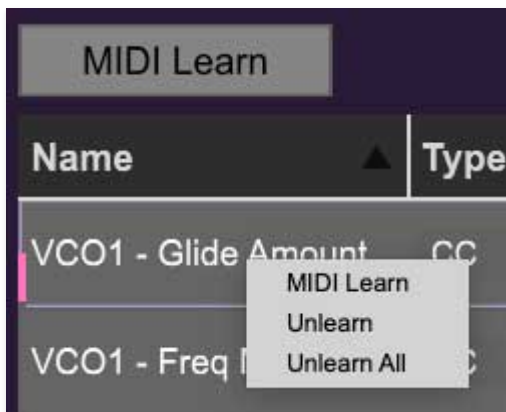 MIDI Learn
Name Type
VCO1 - Glide Amount CC
MIDI Learn
Unlearn
VCO1 - Freq
Unlearn All